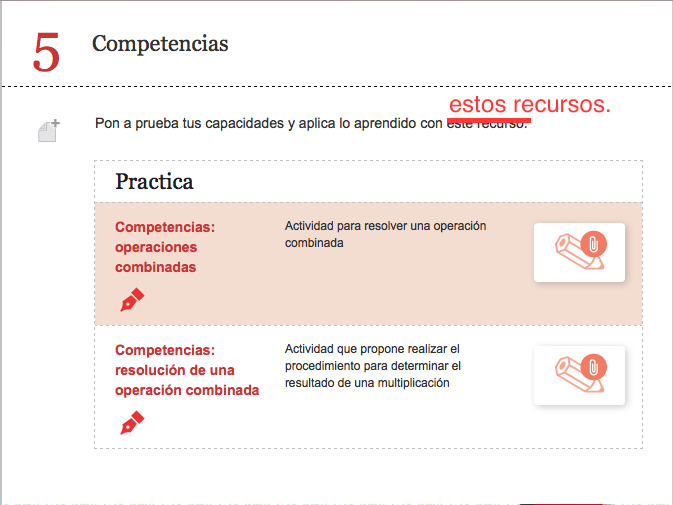 5 Competencias
estos recursos.
Pon a prueba tus capacidades y aplica lo aprendido con este recurso.
Practica
Competencias:
operaciones
combinadas
Actividad para resolver una operación
combinada
Competencias:
resolución de una
operación combinada
Actividad que propone realizar el
procedimiento para determinar el
resultado de una multiplicación